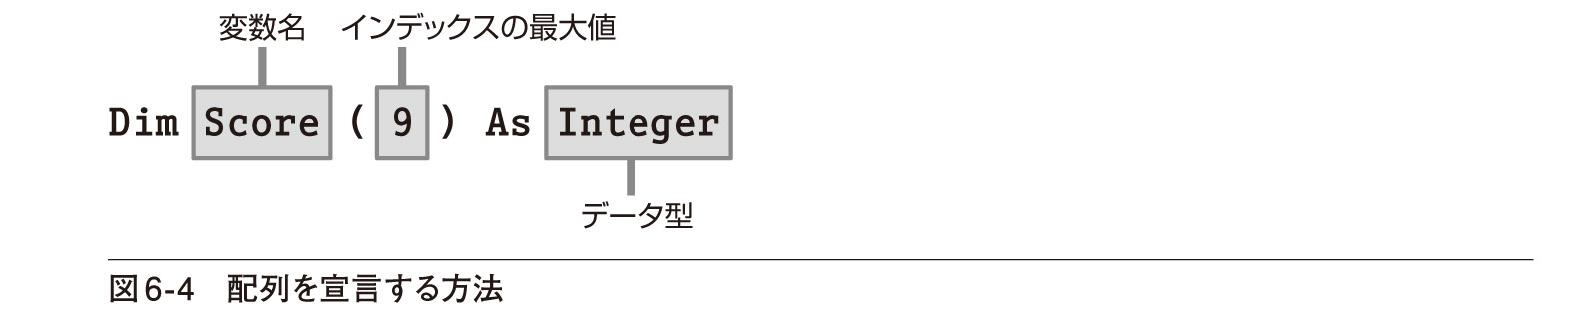 変数名 インデックスの最大値
Dim Score ( 9 ) As Integer
データ型
図6-4 配列を宣言する方法